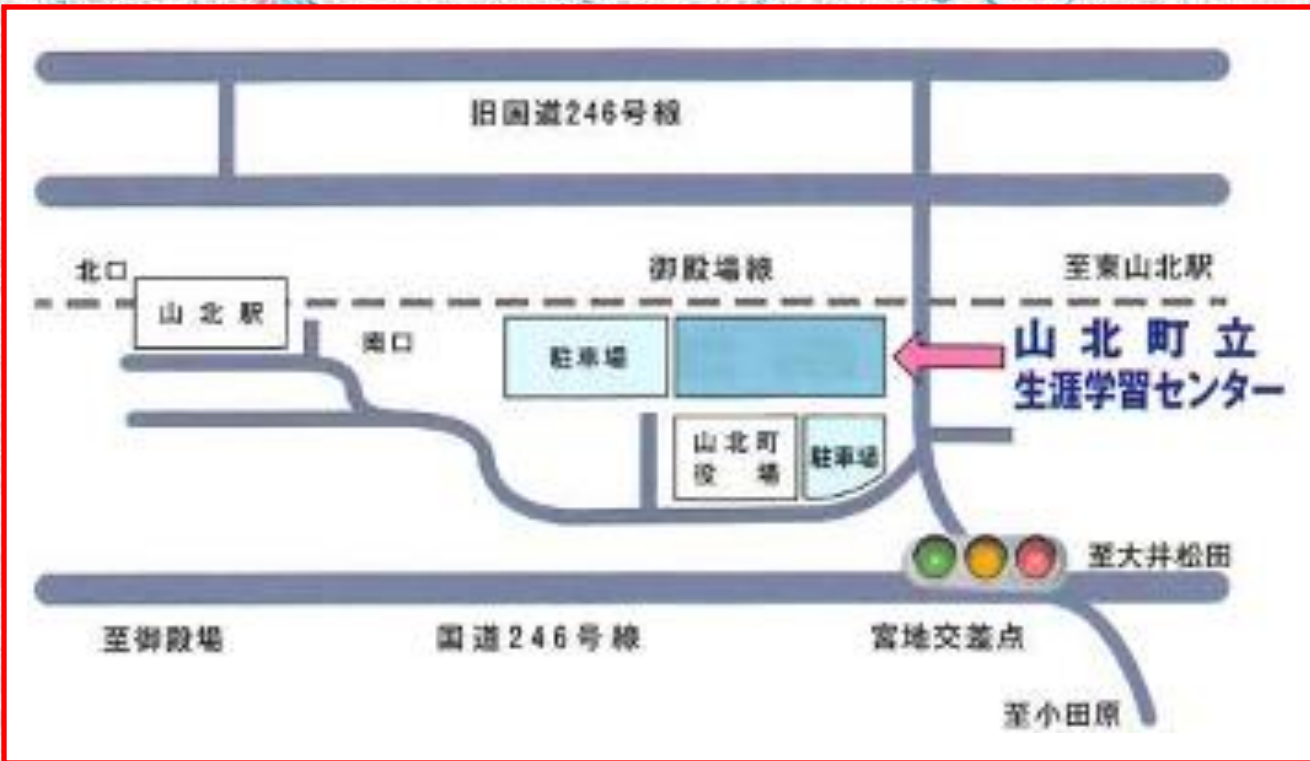 旧国道246号線
北口
御殿場線
至東山北駅
山北駅
南口
駐車場
山北町立
生涯学習センター
山北町
役場
駐車場
至大井松田
至御殿場
国道246号線
宮地交差点
至小田原